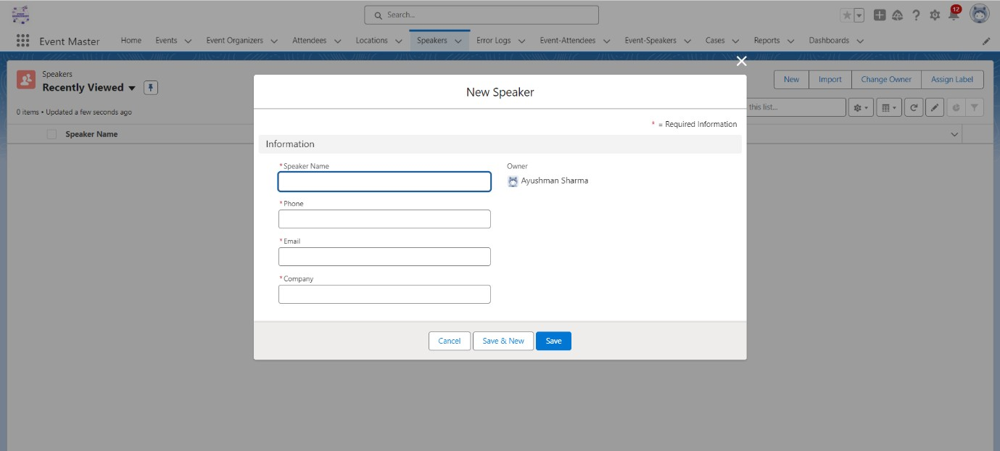 Search...
12
Event Master Home Events Event Organizers Attendees Locations Speakers Error Logs Event-Attendees Event-Speakers Cases Reports Dashboards
Speakers
Recently Viewed
New Import Change Owner Assign Label
0 items • Updated a few seconds ago
this list...
Speaker Name
New Speaker
* = Required Information
Information
*Speaker Name
Owner
Ayushman Sharma
*Phone
*Email
*Company
Cancel Save & New Save